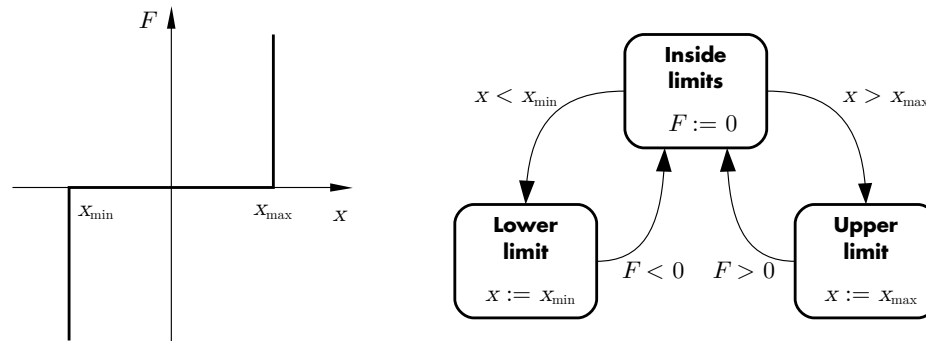 F
x_min
x_max
x
Inside
limits
F := 0
x < x_min
x > x_max
Lower
limit
x := x_min
F < 0
F > 0
Upper
limit
x := x_max